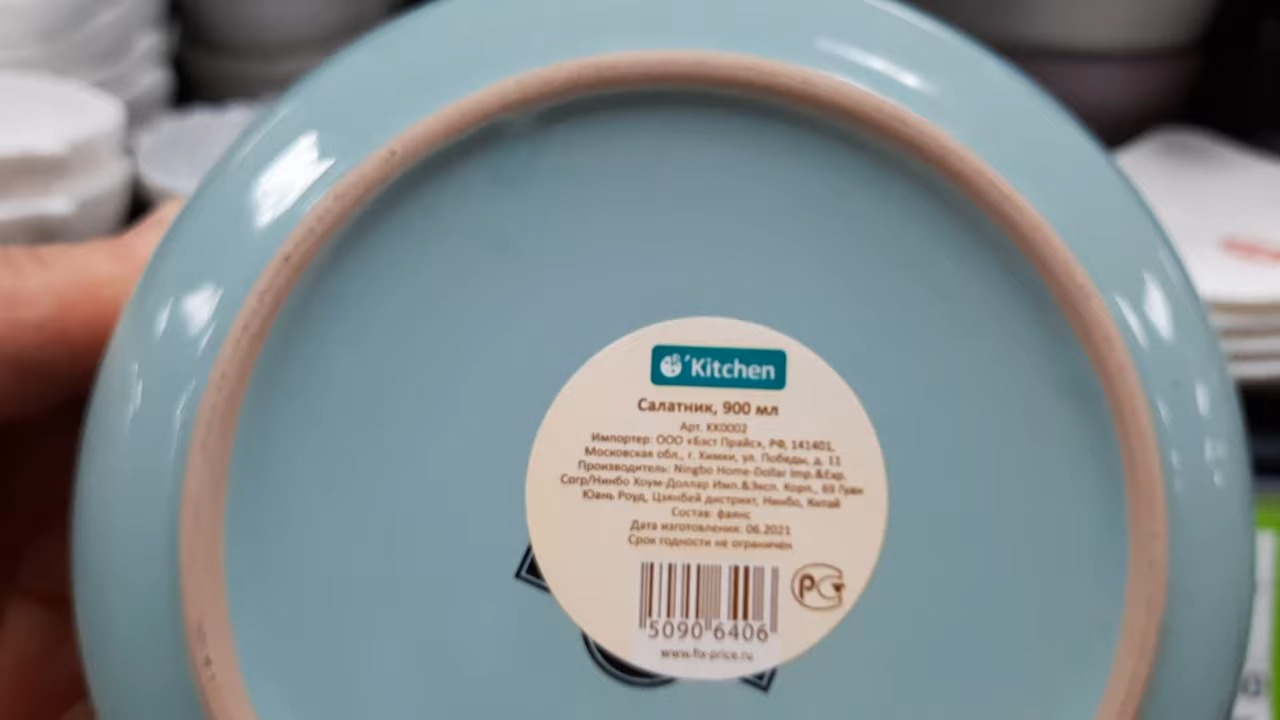 'Kitchen
Салатник, 900 мл
Арт. КК0002
Импортер: ООО «Бэст Прайс», РФ, 141401,
Московская обл., г. Химки, ул. Победы, д. 11
Производитель: Ningbo Home-Dollar Imp.&Exp.
Corp/Нинбо Хоум-Доллар Имп.&Эксп. Корп., 69 Гуан
Юань Роуд, Цзянбей дистрикт, Нинбо, Китай
Состав: фаянс
Дата изготовления: 06.2021
Срок годности не ограничен
РСТ
5090 6406
www.fix-price.ru